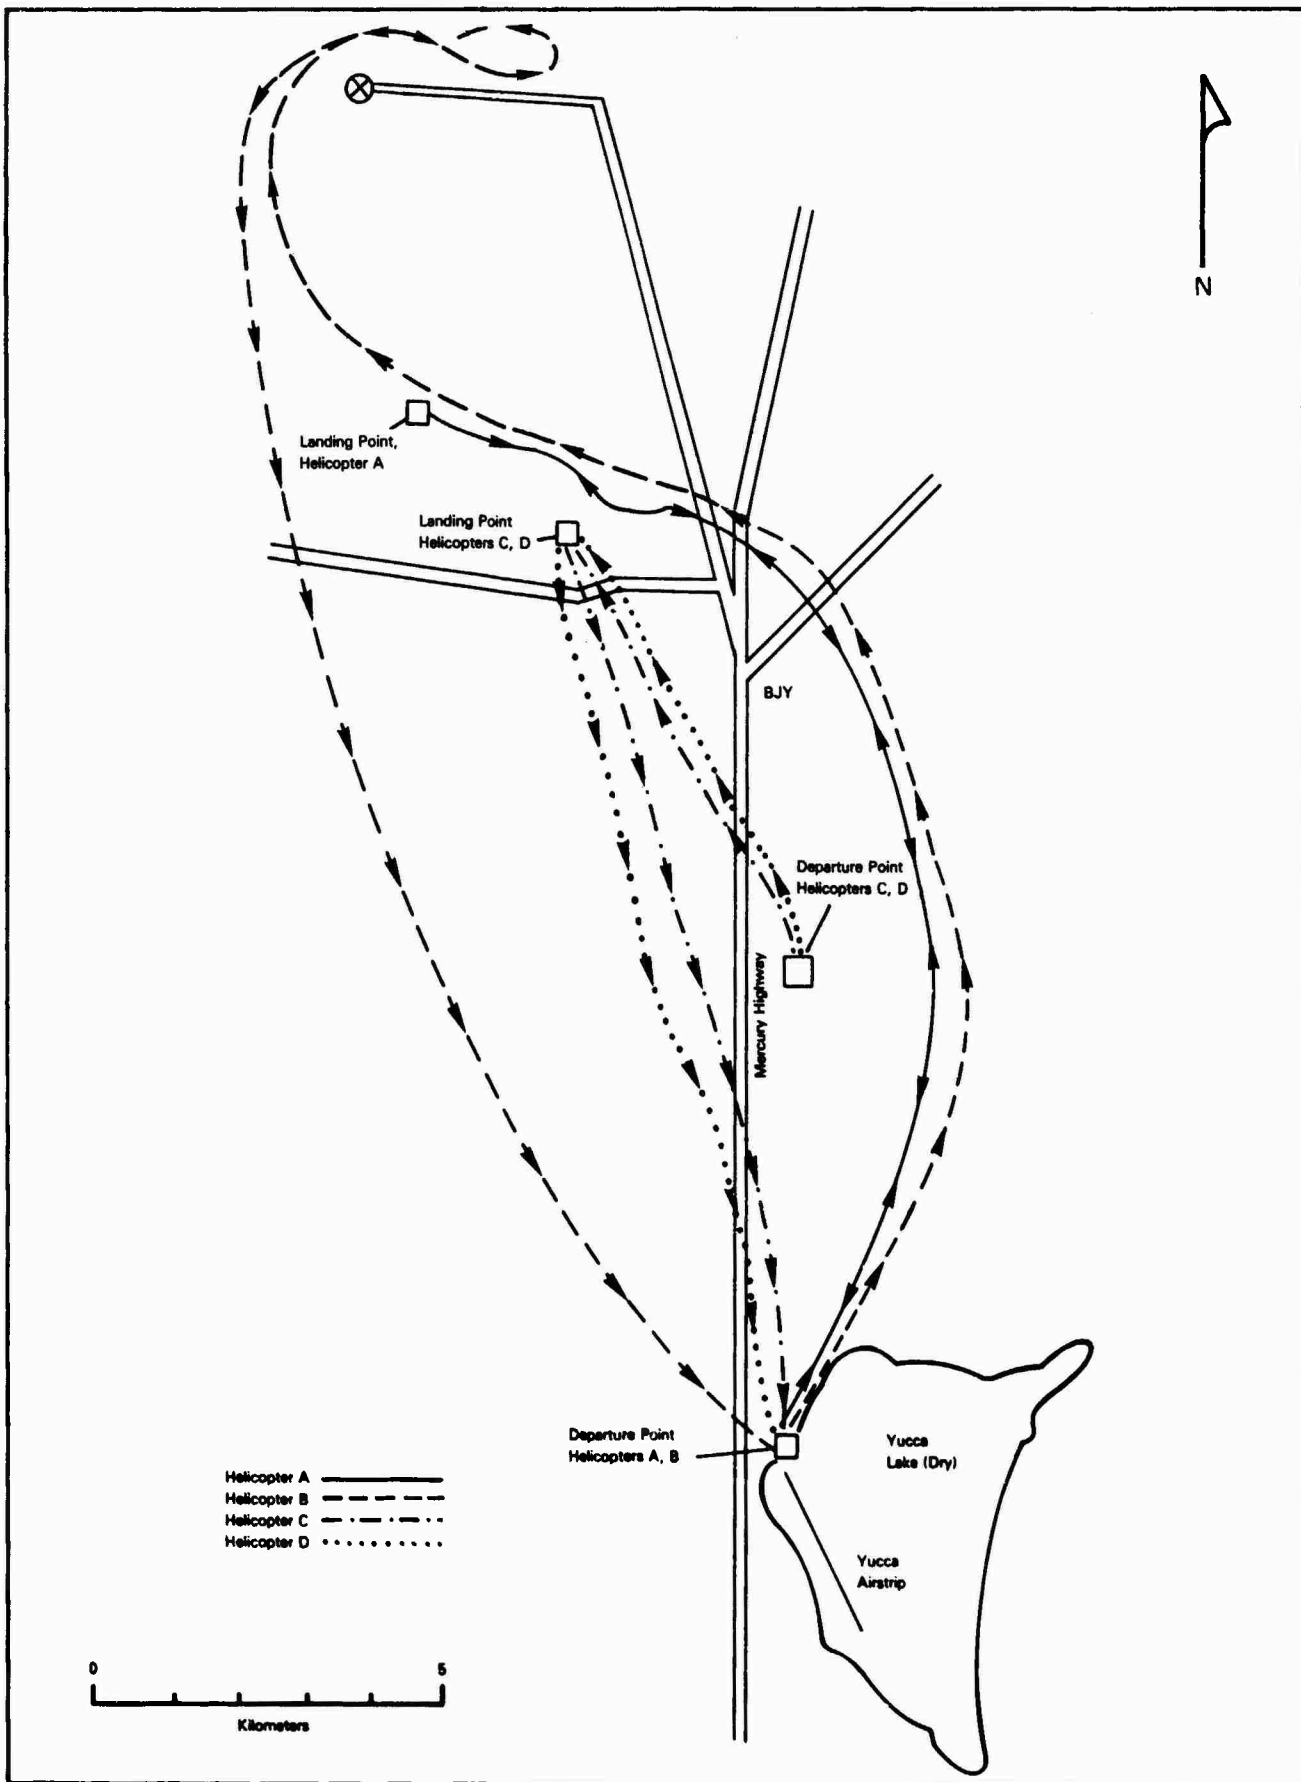 N
Landing Point,
Helicopter A
Landing Point
Helicopters C, D
BJY
Departure Point
Helicopters C, D
Mercury Highway
Departure Point
Helicopters A, B
Yucca
Lake (Dry)
Yucca
Airstrip
Helicopter A
Helicopter B
Helicopter C
Helicopter D
0 5
Kilometers